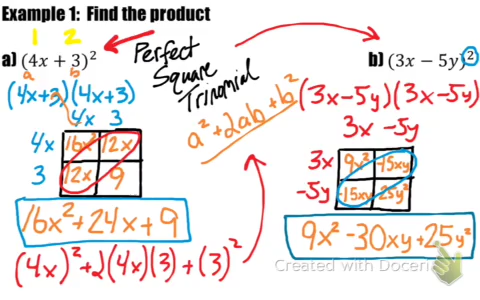 Example 1: Find the product
1 2
a) (4x + 3)²
a b
(4x+3)(4x+3)
4x 3
4x 16x² 12x
3 12x 9
16x²+24x+9
(4x)²+2(4x)(3)+(3)²
Perfect
Square
Trinomial
a²+2ab+b²
b) (3x − 5y)²
(3x-5y)(3x-5y)
3x -5y
3x 9x² -15xy
-5y -15xy 25y²
9x²-30xy+25y²
Created with Doceri